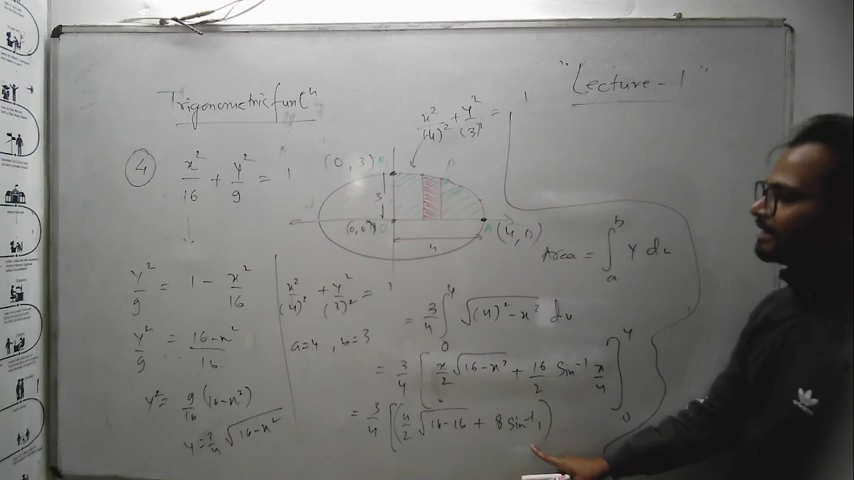 "Lecture-1"
Trigonometric funcⁿ
x²/(4)² + y²/(3)² = 1
④ x²/16 + y²/9 = 1
(0,3)
P
3
(0,0)
A (4,0)
4
Area = ∫ₐᵇ y dx
y²/9 = 1 - x²/16
y²/9 = 16-x²/16
y² = 9/16 (16-x²)
y = 3/4 √16-x²
x²/(4)² + y²/(3)² = 1
a=4, b=3
= 3/4 ∫₀⁴ √(4)²-x² dx
= 3/4 [ x/2 √16-x² + 16/2 Sin⁻¹ x/4 ]₀⁴
= 3/4 [ ( 4/2 √16-16 + 8 Sin⁻¹ 1 )